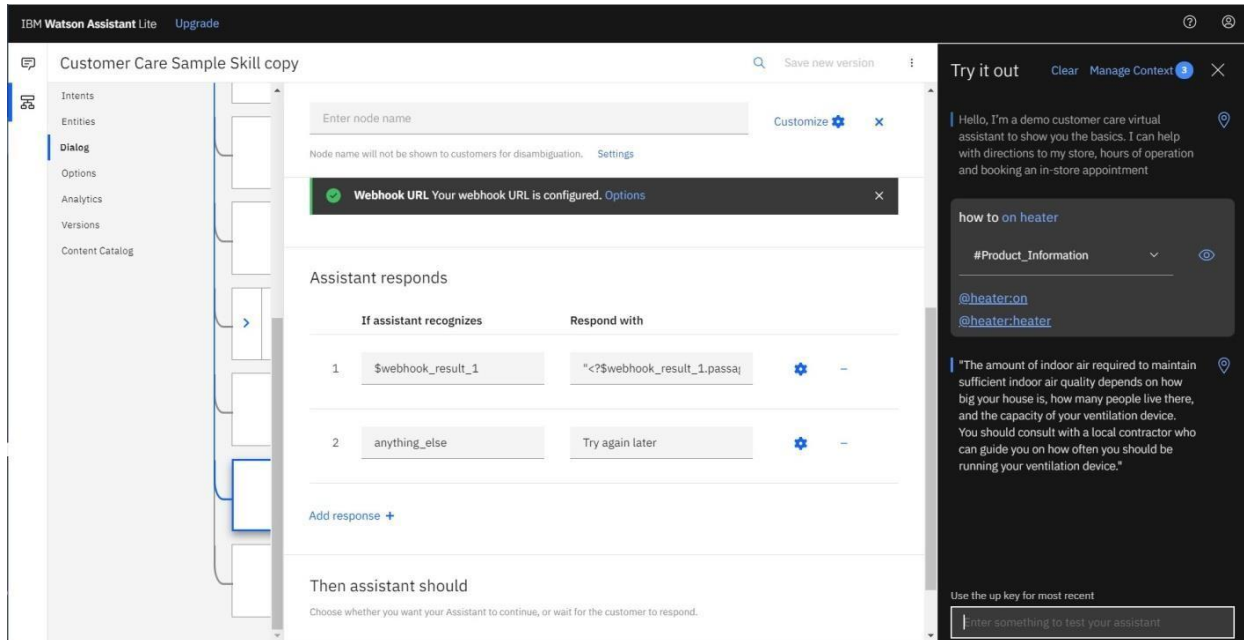 IBM Watson Assistant Lite Upgrade
Customer Care Sample Skill copy
Save new version
Intents
Entities
Dialog
Options
Analytics
Versions
Content Catalog
Enter node name
Customize
Node name will not be shown to customers for disambiguation. Settings
Webhook URL Your webhook URL is configured. Options
Assistant responds
If assistant recognizes Respond with
1 $webhook_result_1 "<?$webhook_result_1.passag
2 anything_else Try again later
Add response +
Then assistant should
Choose whether you want your Assistant to continue, or wait for the customer to respond.
Try it out Clear Manage Context 3
Hello, I'm a demo customer care virtual
assistant to show you the basics. I can help
with directions to my store, hours of operation
and booking an in-store appointment
how to on heater
#Product_Information
@heater:on
@heater:heater
"The amount of indoor air required to maintain
sufficient indoor air quality depends on how
big your house is, how many people live there,
and the capacity of your ventilation device.
You should consult with a local contractor who
can guide you on how often you should be
running your ventilation device."
Use the up key for most recent
Enter something to test your assistant